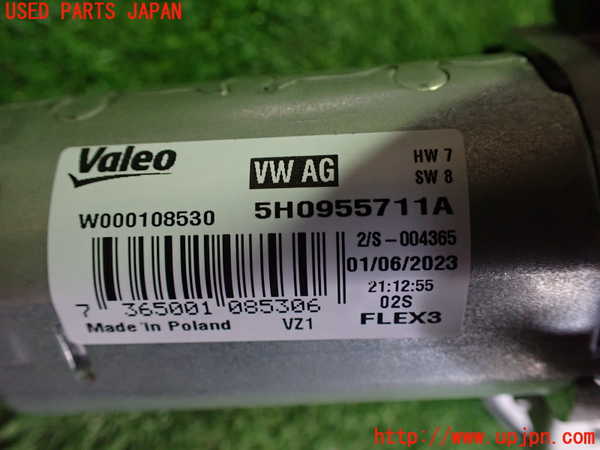 USED PARTS JAPAN
Valeo
VW AG
HW 7
SW 8
W000108530
5H0955711A
2/S-004365
01/06/2023
21:12:55
7 365001 085306
02S
Made in Poland
VZ1
FLEX3
http://www.upjpn.com/